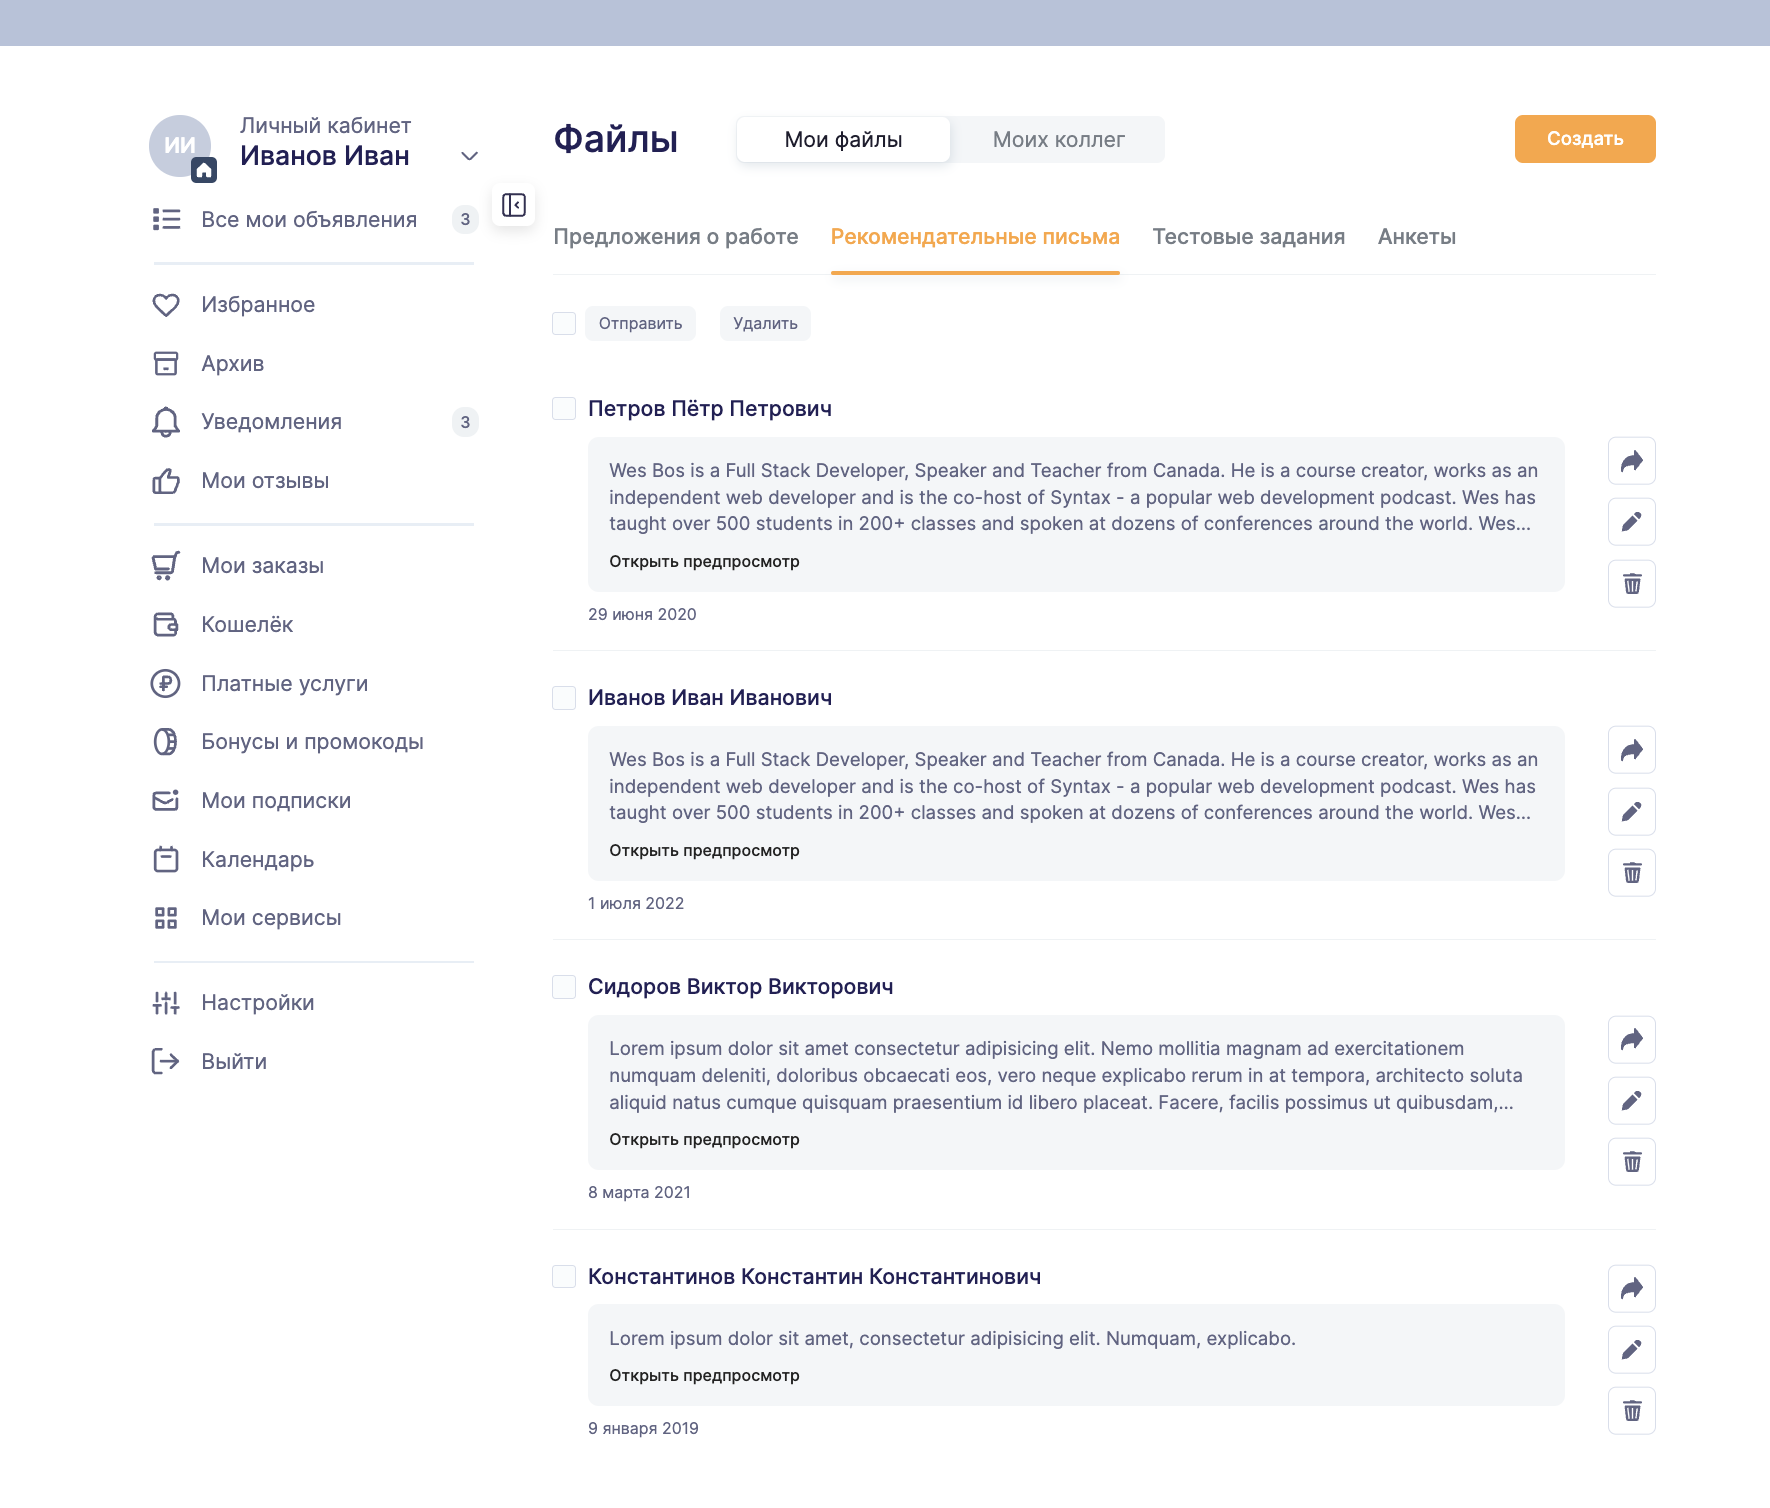 ИИ
Личный кабинет
Иванов Иван
Все мои объявления
3
Избранное
Архив
Уведомления
3
Мои отзывы
Мои заказы
Кошелёк
Платные услуги
Бонусы и промокоды
Мои подписки
Календарь
Мои сервисы
Настройки
Выйти
Файлы
Мои файлы
Моих коллег
Создать
Предложения о работе
Рекомендательные письма
Тестовые задания
Анкеты
Отправить
Удалить
Петров Пётр Петрович
Wes Bos is a Full Stack Developer, Speaker and Teacher from Canada. He is a course creator, works as an
independent web developer and is the co-host of Syntax - a popular web development podcast. Wes has
taught over 500 students in 200+ classes and spoken at dozens of conferences around the world. Wes...
Открыть предпросмотр
29 июня 2020
Иванов Иван Иванович
Wes Bos is a Full Stack Developer, Speaker and Teacher from Canada. He is a course creator, works as an
independent web developer and is the co-host of Syntax - a popular web development podcast. Wes has
taught over 500 students in 200+ classes and spoken at dozens of conferences around the world. Wes...
Открыть предпросмотр
1 июля 2022
Сидоров Виктор Викторович
Lorem ipsum dolor sit amet consectetur adipisicing elit. Nemo mollitia magnam ad exercitationem
numquam deleniti, doloribus obcaecati eos, vero neque explicabo rerum in at tempora, architecto soluta
aliquid natus cumque quisquam praesentium id libero placeat. Facere, facilis possimus ut quibusdam,...
Открыть предпросмотр
8 марта 2021
Константинов Константин Константинович
Lorem ipsum dolor sit amet, consectetur adipisicing elit. Numquam, explicabo.
Открыть предпросмотр
9 января 2019